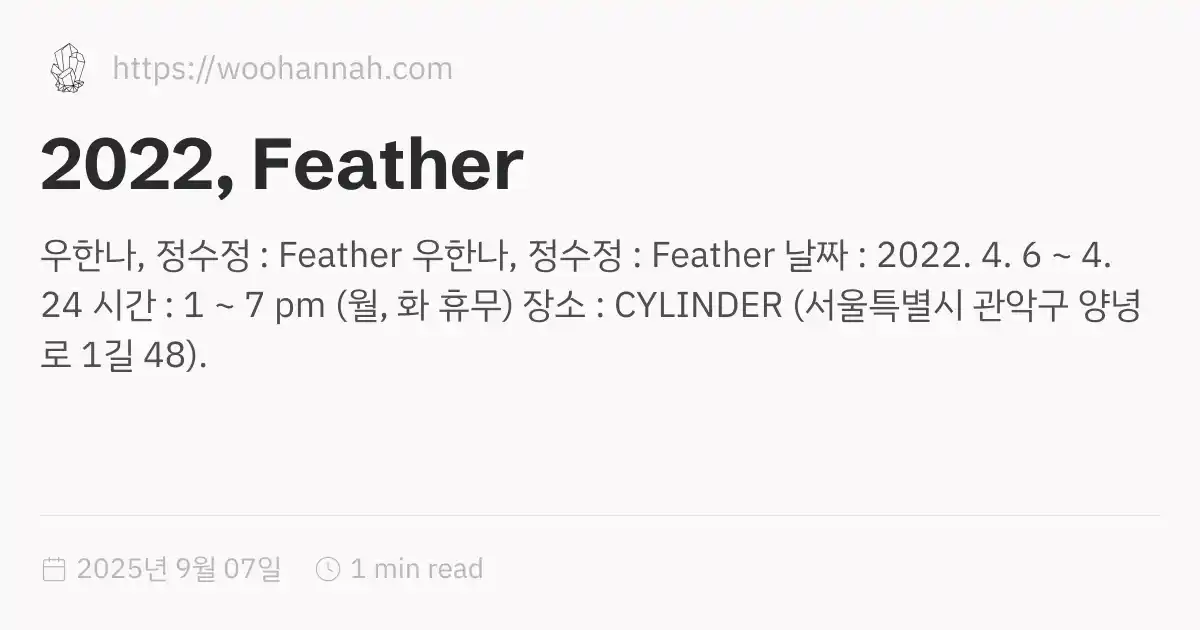 https://woohannah.com
2022, Feather
우한나, 정수정 : Feather 우한나, 정수정 : Feather 날짜 : 2022. 4. 6 ~ 4.
24 시간 : 1 ~ 7 pm (월, 화 휴무) 장소 : CYLINDER (서울특별시 관악구 양녕
로 1길 48).
2025년 9월 07일 1 min read